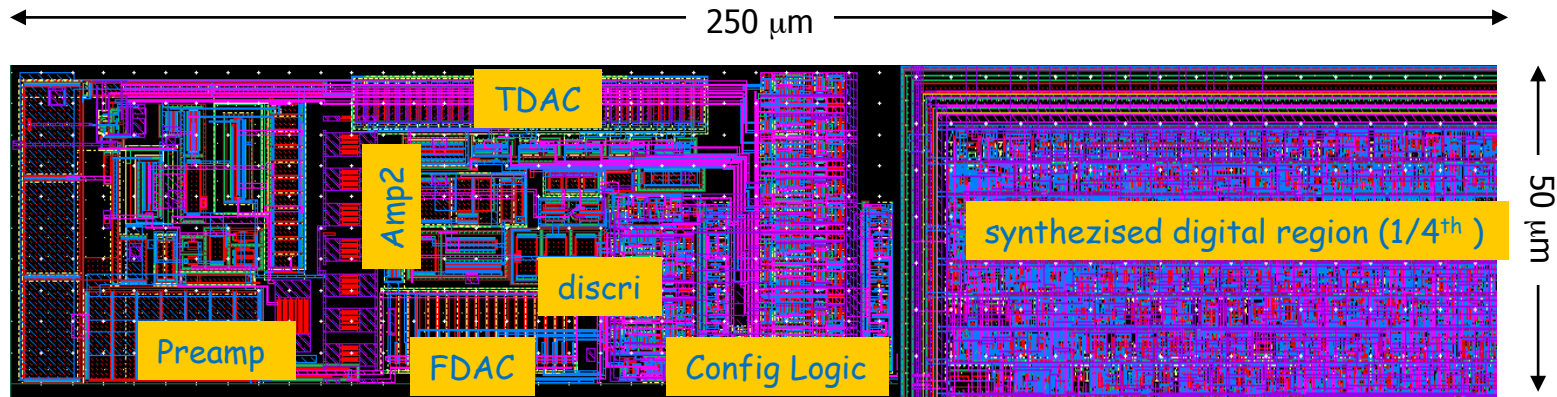 250 μm
TDAC
Amp2
50 μm
synthezised digital region (1/4th )
discri
Preamp
FDAC
Config Logic